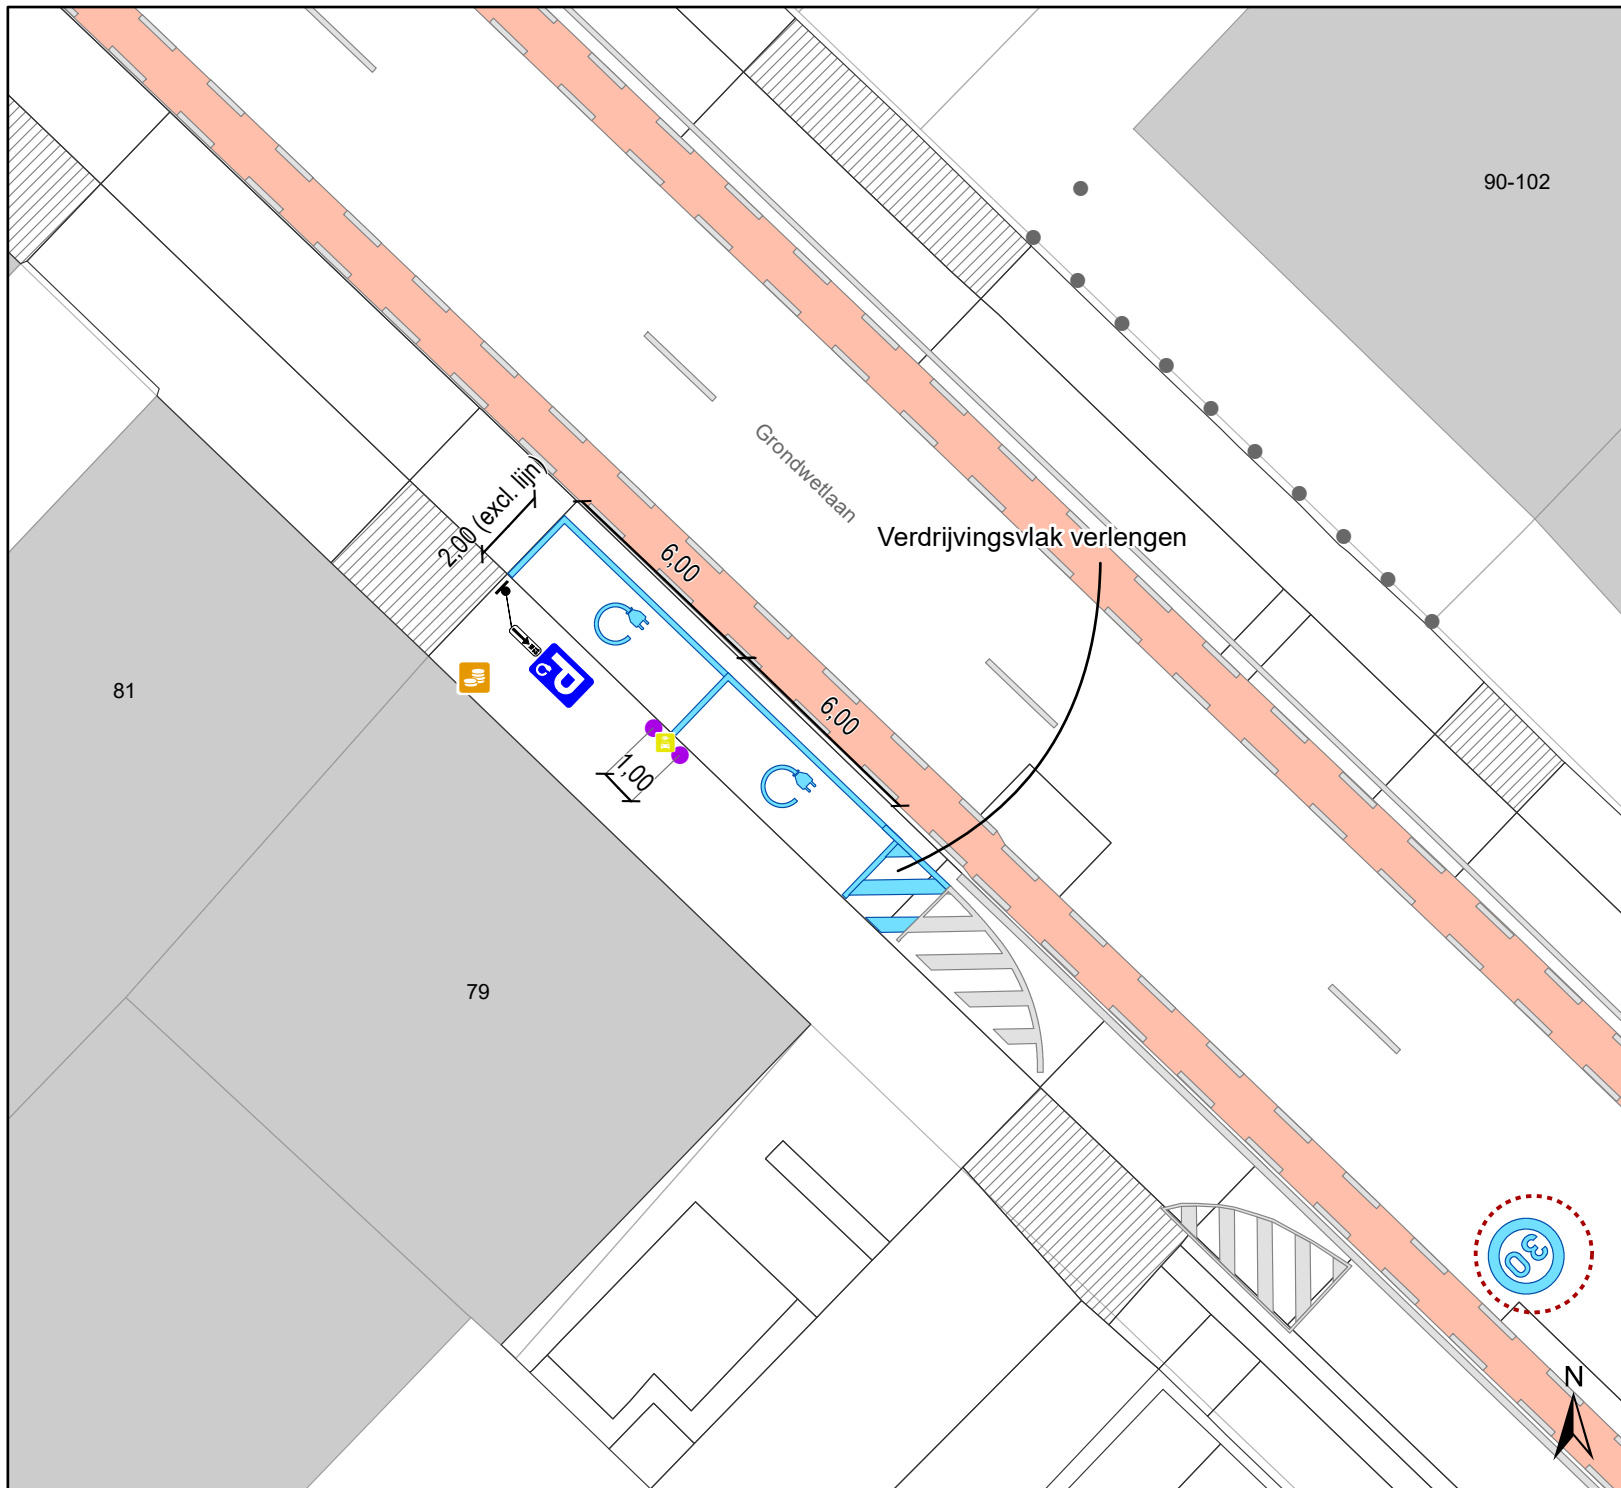 90-102
Grondwetlaan
Verdrijvingsvlak verlengen
2,00 (excl. lijn)
6,00
6,00
1,00
P
81
79
30
N